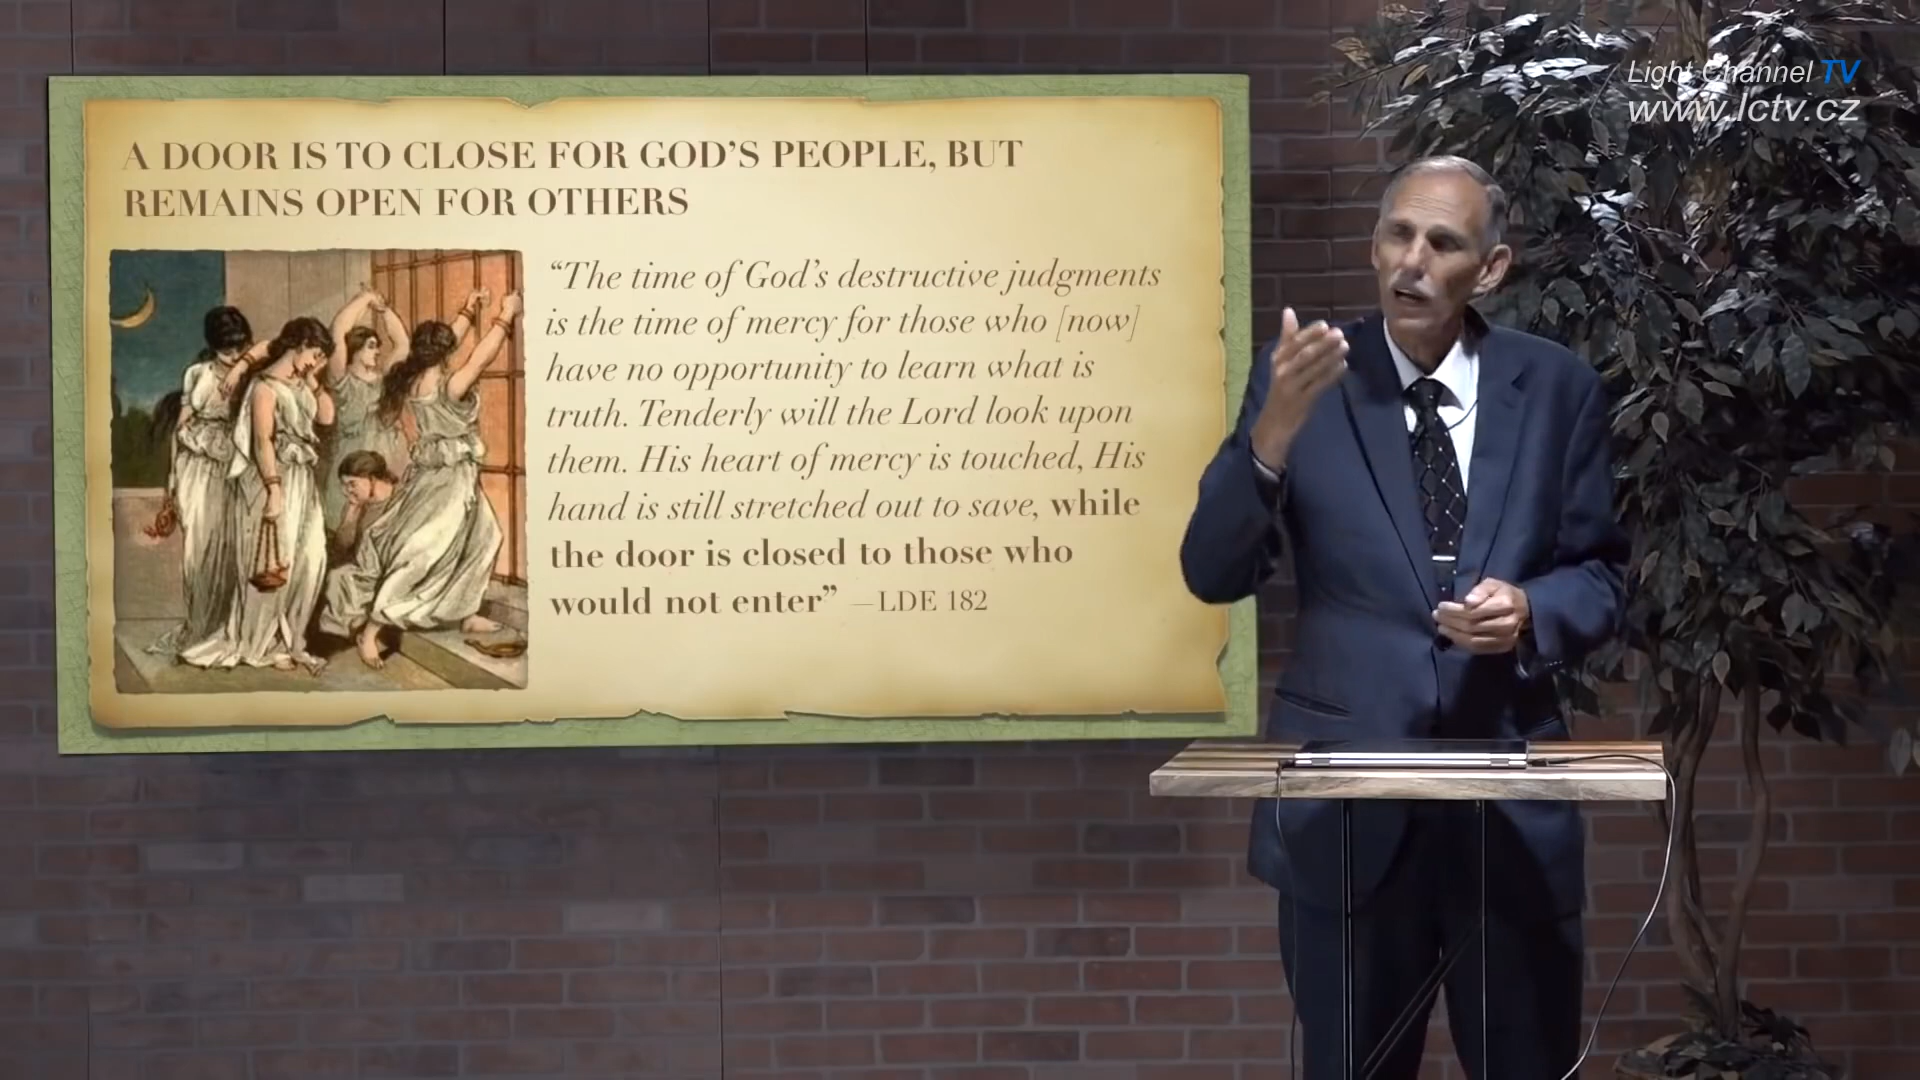 Light Channel TV
www.lctv.cz
A DOOR IS TO CLOSE FOR GOD'S PEOPLE, BUT
REMAINS OPEN FOR OTHERS
“The time of God’s destructive judgments
is the time of mercy for those who [now]
have no opportunity to learn what is
truth. Tenderly will the Lord look upon
them. His heart of mercy is touched, His
hand is still stretched out to save, while
the door is closed to those who
would not enter” —LDE 182